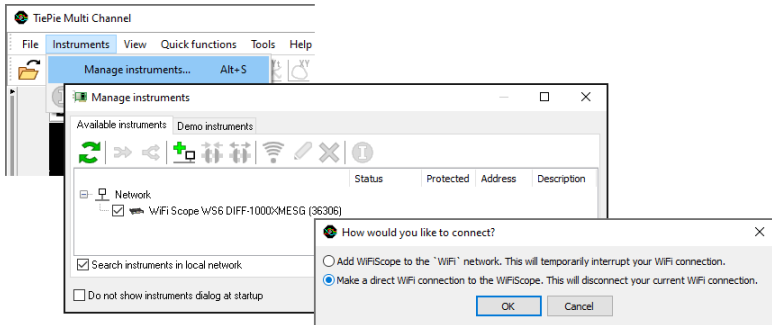 TiePie Multi Channel
File Instruments View Quick functions Tools Help
Manage instruments... Alt+S
Manage instruments
Available instruments Demo instruments
Status Protected Address Description
Network
WiFi Scope WS6 DIFF-1000XMESG (36306)
Search instruments in local network
Do not show instruments dialog at startup
How would you like to connect?
Add WiFiScope to the `WiFi` network. This will temporarily interrupt your WiFi connection.
Make a direct WiFi connection to the WiFiScope. This will disconnect your current WiFi connection.
OK Cancel